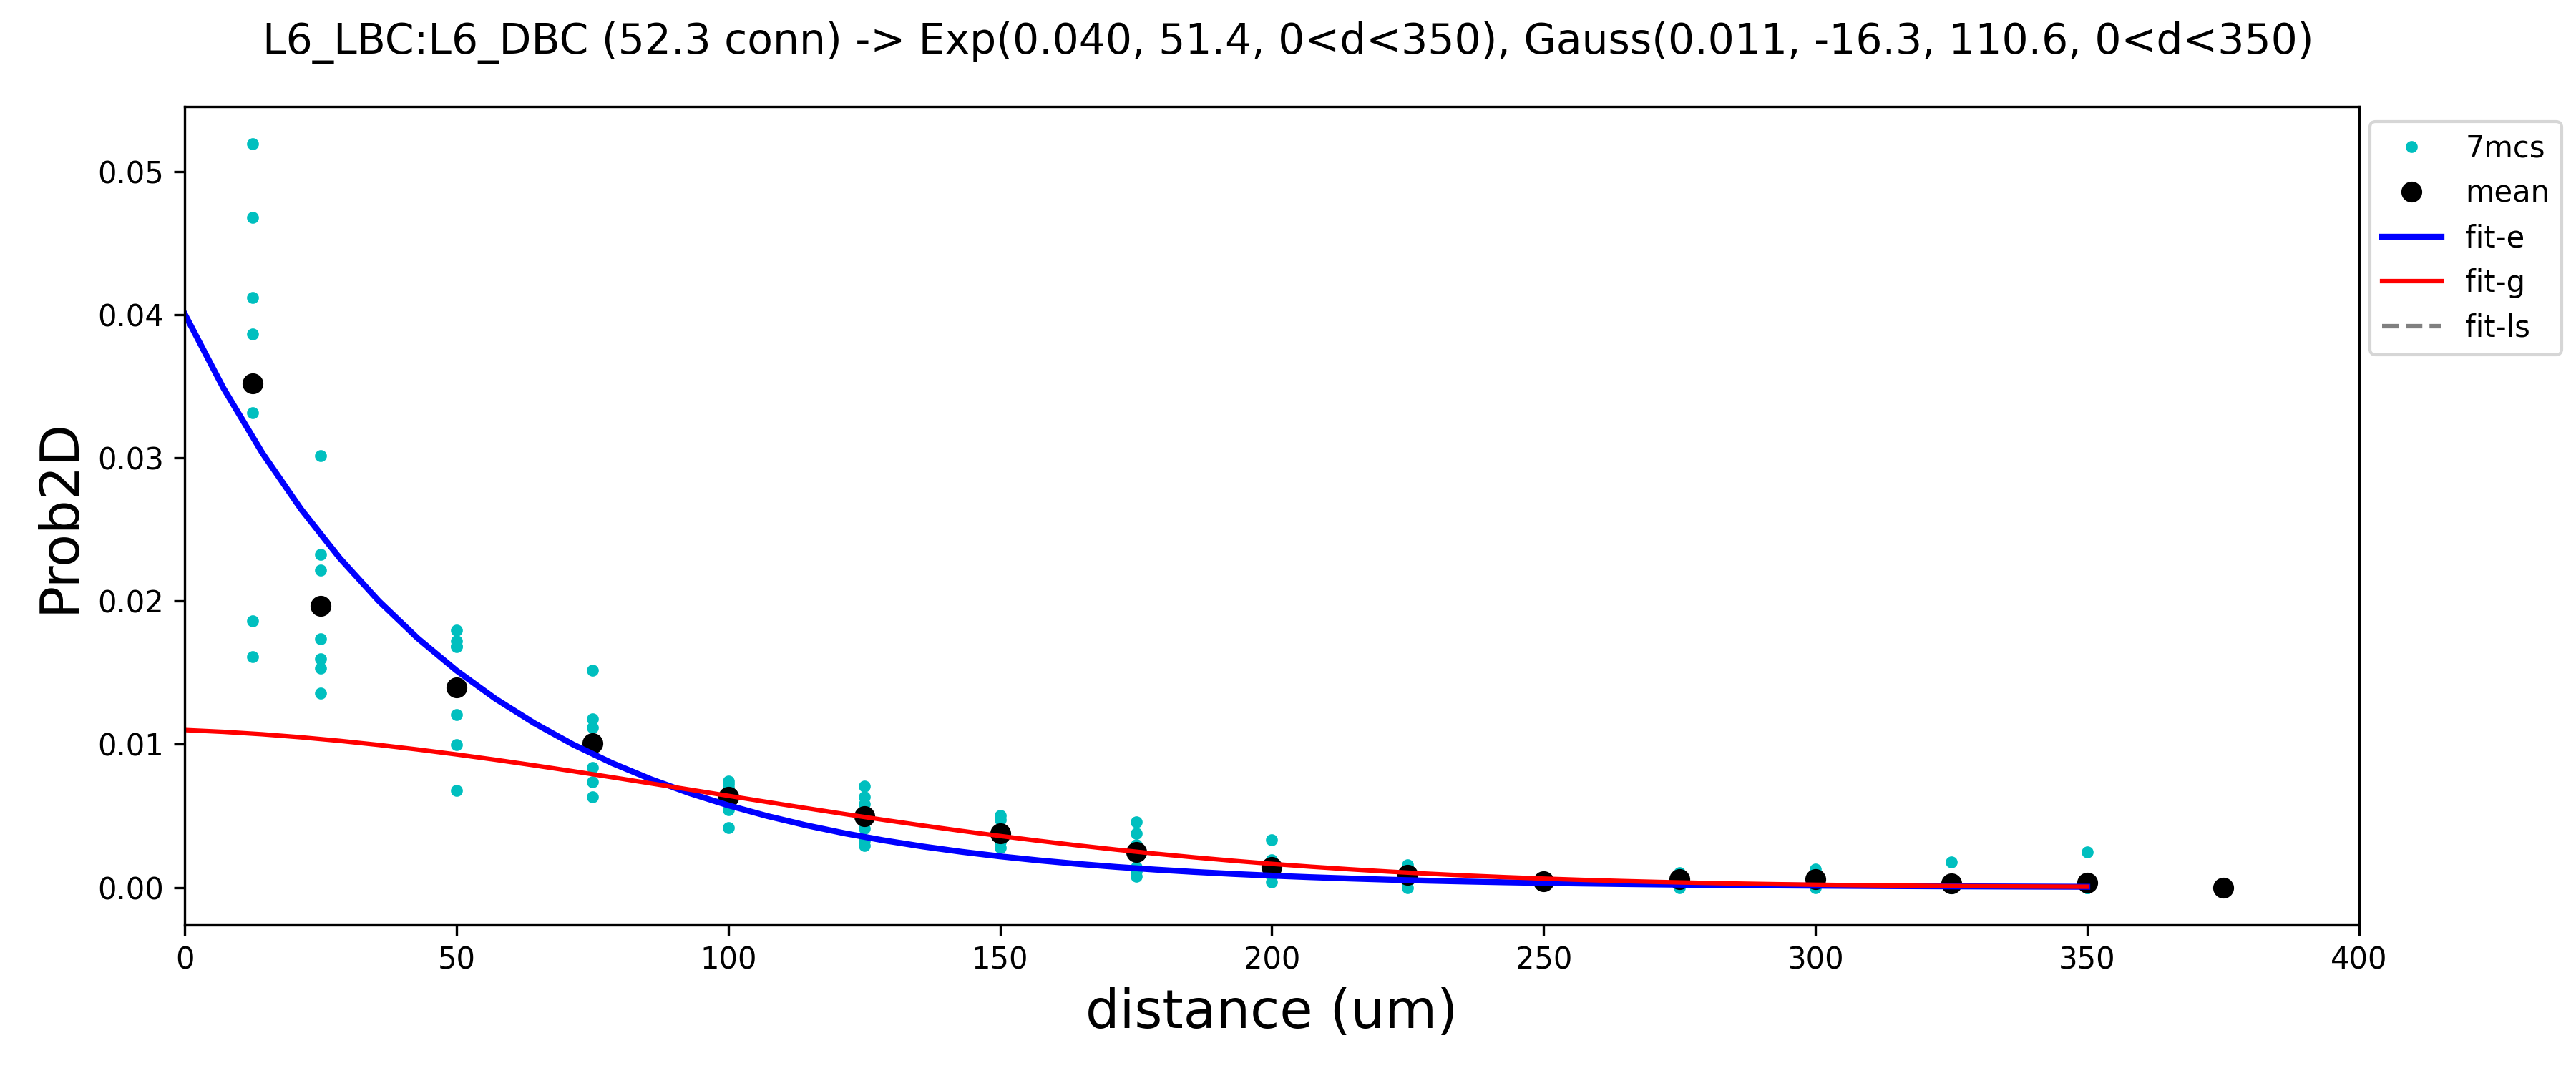 L6_LBC:L6_DBC (52.3 conn) -> Exp(0.040, 51.4, 0<d<350), Gauss(0.011, -16.3, 110.6, 0<d<350)
7mcs
mean
fit-e
fit-g
fit-ls
Prob2D
0.05
0.04
0.03
0.02
0.01
0.00
0 50 100 150 200 250 300 350 400
distance (um)